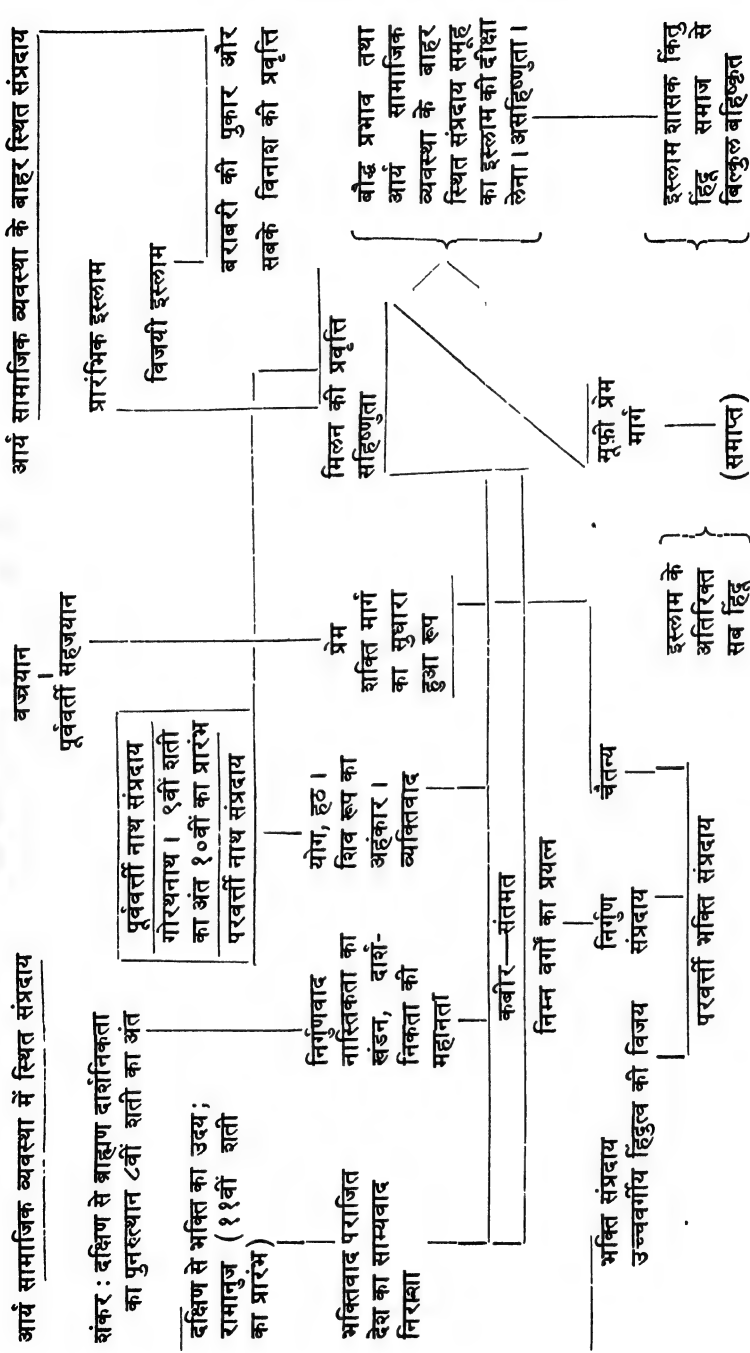 आर्य सामाजिक व्यवस्था में स्थित संप्रदाय
शंकर : दक्षिण से ब्राह्मण दार्शनिकता
का पुनरुत्थान ८वीं शती का अंत
दक्षिण से भक्ति का उदय;
रामानुज (११वीं शती
का प्रारंभ)
भक्तिवाद पराजित
देश का साम्यवाद
निराशा
निर्गुणवाद
नास्तिकता का
खंडन, दार्श-
निकता की
महानता
वज्रयान
पूर्ववर्ती सहजयान
पूर्ववर्त्ती नाथ संप्रदाय
गोरथनाथ । ९वीं शती
का अंत १०वीं का प्रारंभ
परवर्त्ती नाथ संप्रदाय
योग, हठ ।
शिव रूप का
अहंकार ।
व्यक्तिवाद
प्रेम
शक्ति मार्ग
का सुधारा
हुआ रूप
आर्य सामाजिक व्यवस्था के बाहर स्थित संप्रदाय
प्रारंभिक इस्लाम
विजयी इस्लाम
बराबरी की पुकार और
सबके विनाश की प्रवृत्ति
मिलन की प्रवृत्ति
सहिष्णुता
बौद्ध प्रभाव तथा
आर्य सामाजिक
व्यवस्था के बाहर
स्थित संप्रदाय समूह
का इस्लाम की दीक्षा
लेना । असहिष्णुता ।
कबीर—संतमत
निम्न वर्गों का प्रयत्न
सूफ़ी प्रेम
मार्ग
(समाप्त)
भक्ति संप्रदाय
उच्चवर्गीय हिंदुत्व की विजय
निर्गुण
संप्रदाय
चैतन्य
परवर्त्ती भक्ति संप्रदाय
इस्लाम के
अतिरिक्त
सब हिंदू
इस्लाम शासक किंतु
हिंदू समाज से
बिल्कुल बहिष्कृत